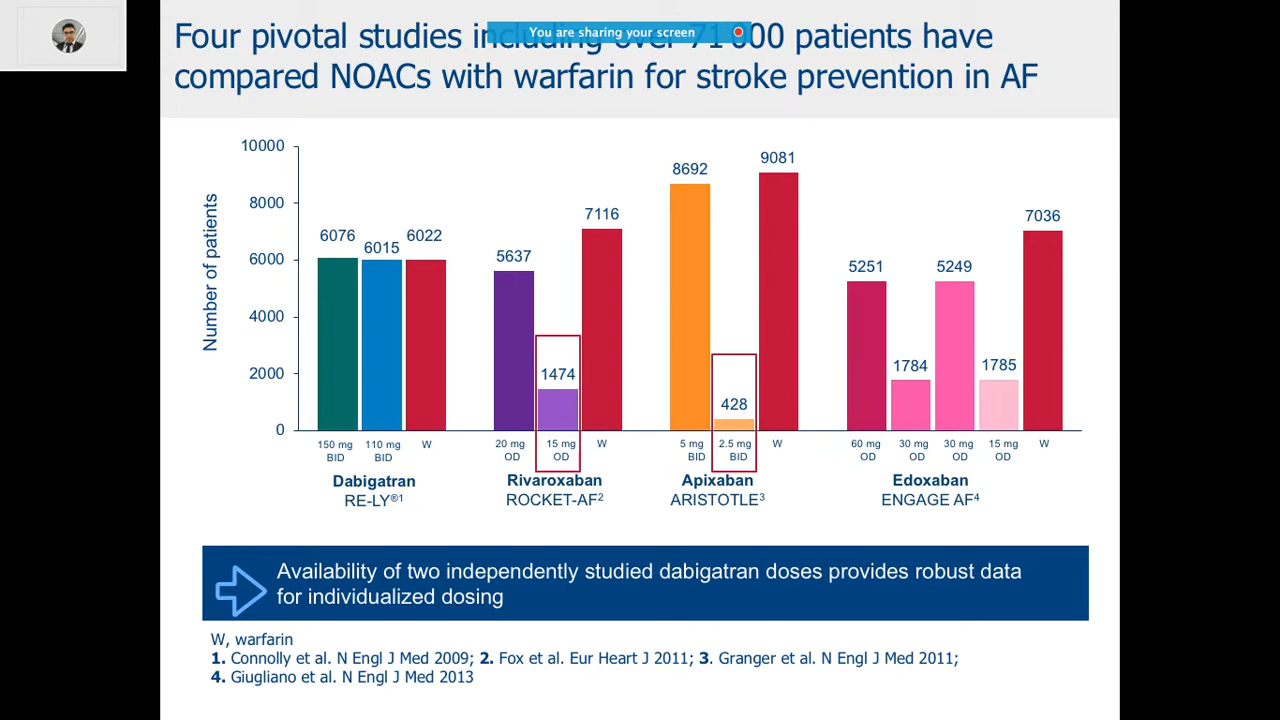 Four pivotal studies including over 71 000 patients have
You are sharing your screen
compared NOACs with warfarin for stroke prevention in AF
Number of patients
10000
8000
6000
4000
2000
0
6076 6015 6022
5637 1474 7116
8692 428 9081
5251 1784 5249 1785 7036
150 mg BID 110 mg BID W
20 mg OD 15 mg OD W
5 mg BID 2.5 mg BID W
60 mg OD 30 mg OD 30 mg OD 15 mg OD W
Dabigatran
RE-LY®1
Rivaroxaban
ROCKET-AF2
Apixaban
ARISTOTLE3
Edoxaban
ENGAGE AF4
Availability of two independently studied dabigatran doses provides robust data
for individualized dosing
W, warfarin
1. Connolly et al. N Engl J Med 2009; 2. Fox et al. Eur Heart J 2011; 3. Granger et al. N Engl J Med 2011;
4. Giugliano et al. N Engl J Med 2013